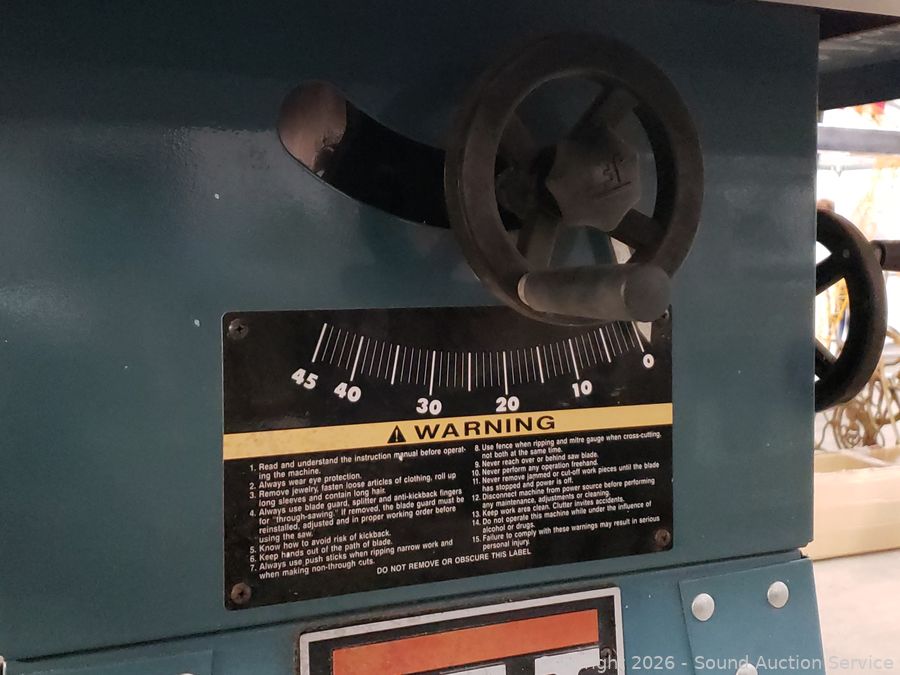 45 40 30 20 10 0
WARNING
1. Read and understand the instruction manual before operat-
ing the machine.
2. Always wear eye protection.
3. Remove jewelry, fasten loose articles of clothing, roll up
long sleeves and contain long hair.
4. Always use blade guard, splitter and anti-kickback fingers
for "through-sawing." If removed, the blade guard must be
reinstalled, adjusted and in proper working order before
using the saw.
5. Know how to avoid risk of kickback.
6. Keep hands out of the path of blade.
7. Always use push sticks when ripping narrow work and
when making non-through cuts.
8. Use fence when ripping and mitre gauge when cross-cutting,
not both at the same time.
9. Never reach over or behind saw blade.
10. Never perform any operation freehand.
11. Never remove jammed or cut-off work pieces until the blade
has stopped and power is off.
12. Disconnect machine from power source before performing
any maintenance, adjustments or cleaning.
13. Keep work area clean. Clutter invites accidents.
14. Do not operate this machine while under the influence of
alcohol or drugs.
15. Failure to comply with these warnings may result in serious
personal injury.
DO NOT REMOVE OR OBSCURE THIS LABEL
2026 - Sound Auction Service